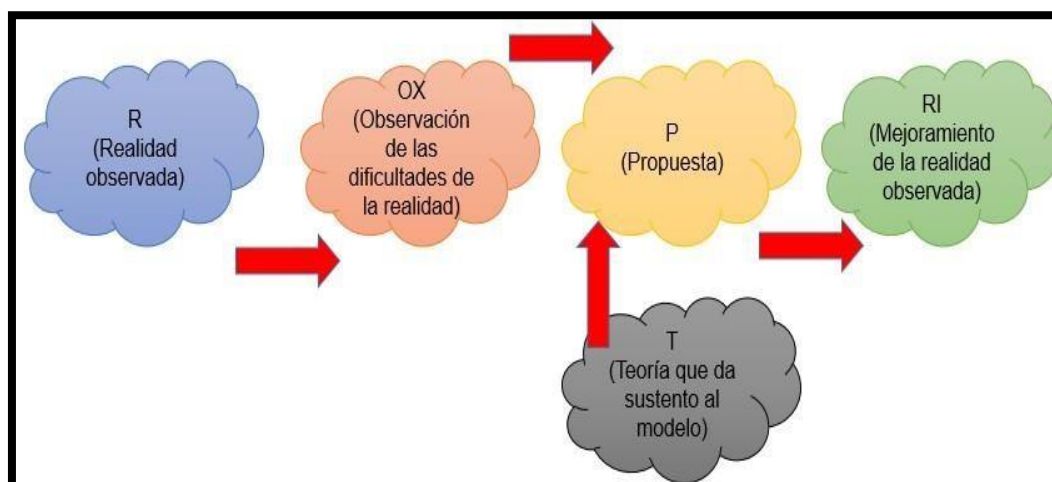 R
(Realidad
observada)
OX
(Observación
de las
dificultades de
la realidad)
P
(Propuesta)
RI
(Mejoramiento
de la realidad
observada)
T
(Teoría que da
sustento al
modelo)